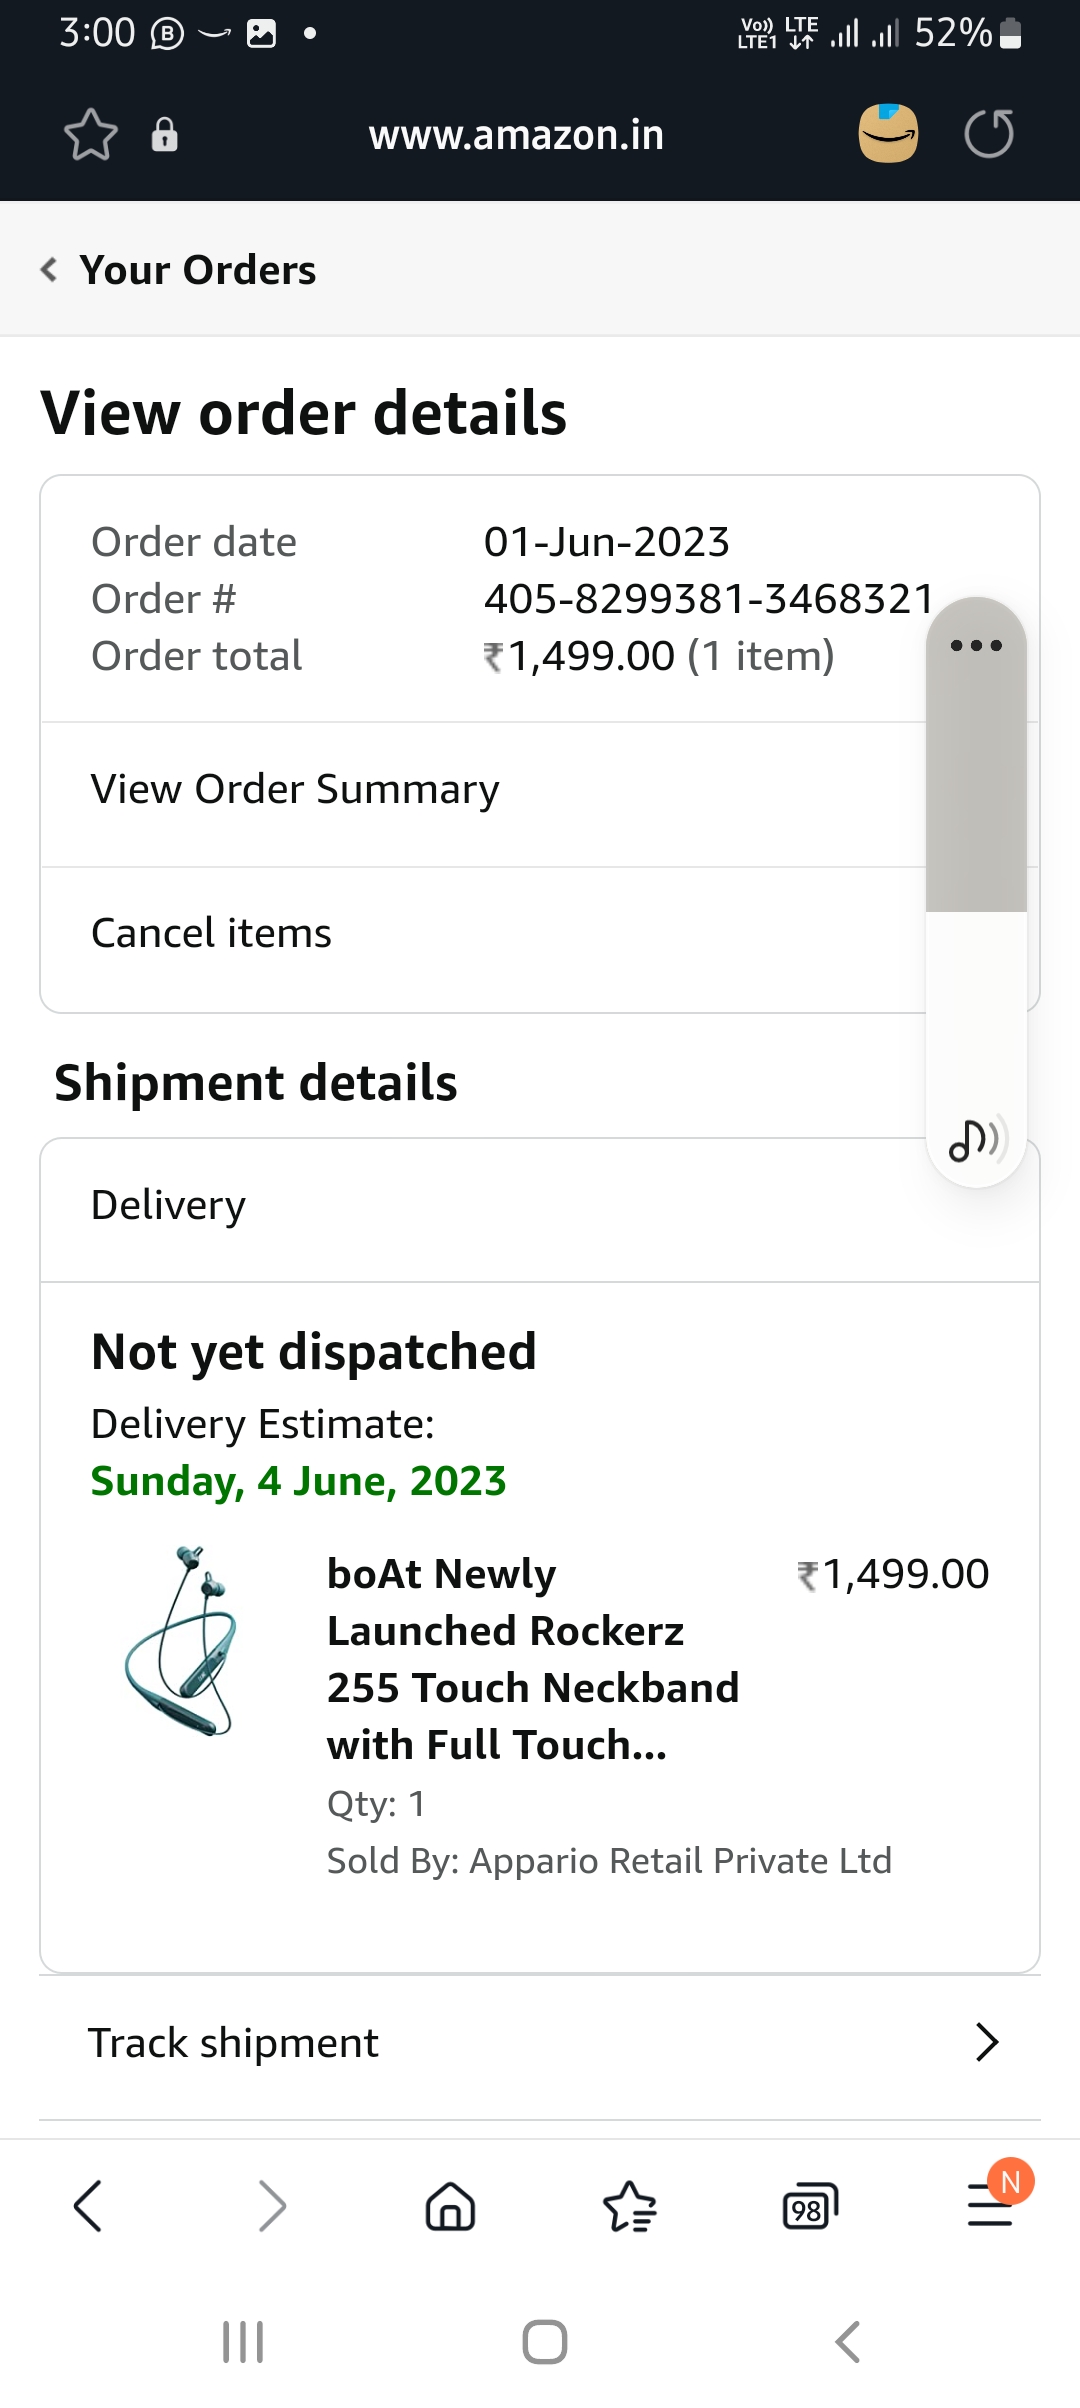 3:00
Vo)) LTE1 LTE 52%
www.amazon.in
Your Orders
View order details
Order date 01-Jun-2023
Order # 405-8299381-3468321
Order total ₹1,499.00 (1 item)
View Order Summary
Cancel items
Shipment details
Delivery
Not yet dispatched
Delivery Estimate:
Sunday, 4 June, 2023
boAt Newly ₹1,499.00
Launched Rockerz
255 Touch Neckband
with Full Touch...
Qty: 1
Sold By: Appario Retail Private Ltd
Track shipment
98
N